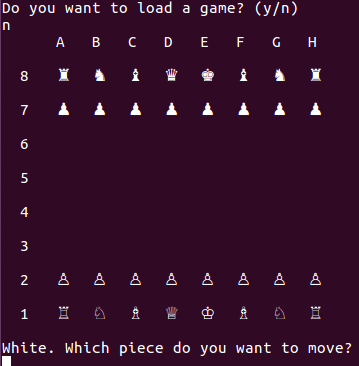 Do you want to load a game? (y/n)
n
A B C D E F G H
8 ♜ ♞ ♝ ♛ ♚ ♝ ♞ ♜
7 ♟ ♟ ♟ ♟ ♟ ♟ ♟ ♟
6
5
4
3
2 ♙ ♙ ♙ ♙ ♙ ♙ ♙ ♙
1 ♖ ♘ ♗ ♕ ♔ ♗ ♘ ♖
White. Which piece do you want to move?